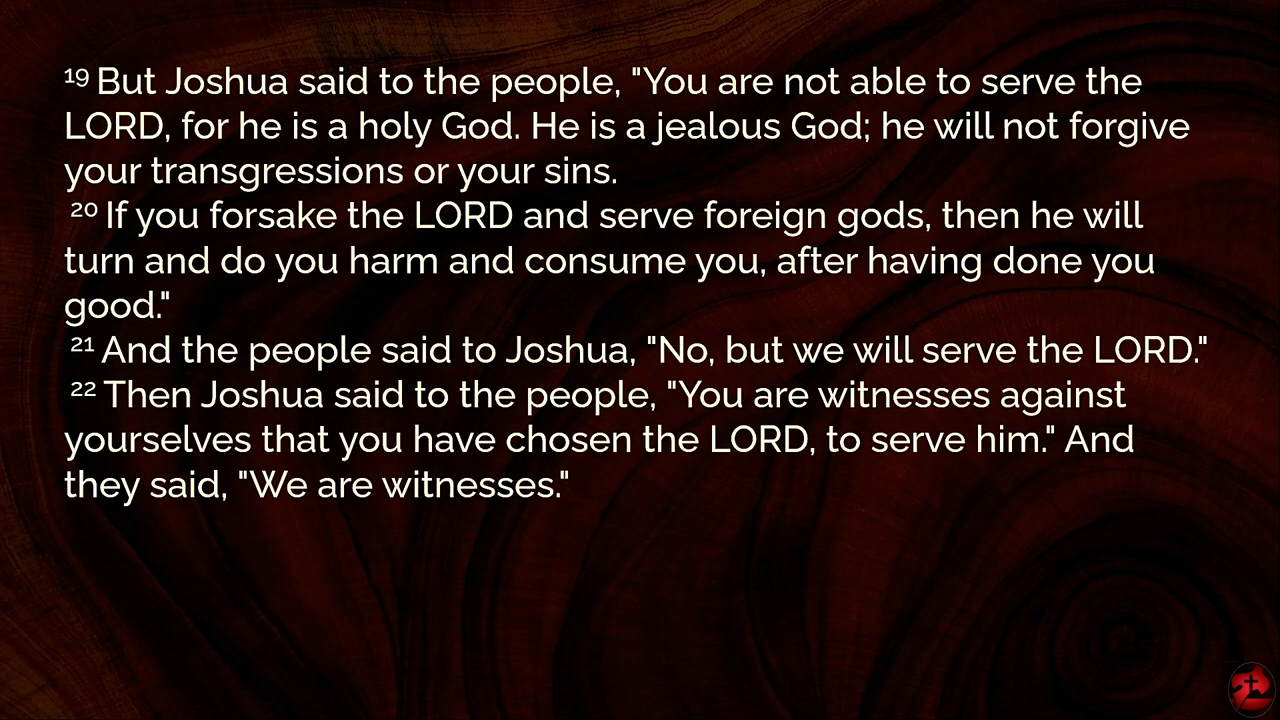 19 But Joshua said to the people, "You are not able to serve the
LORD, for he is a holy God. He is a jealous God; he will not forgive
your transgressions or your sins.
20 If you forsake the LORD and serve foreign gods, then he will
turn and do you harm and consume you, after having done you
good."
21 And the people said to Joshua, "No, but we will serve the LORD."
22 Then Joshua said to the people, "You are witnesses against
yourselves that you have chosen the LORD, to serve him." And
they said, "We are witnesses."